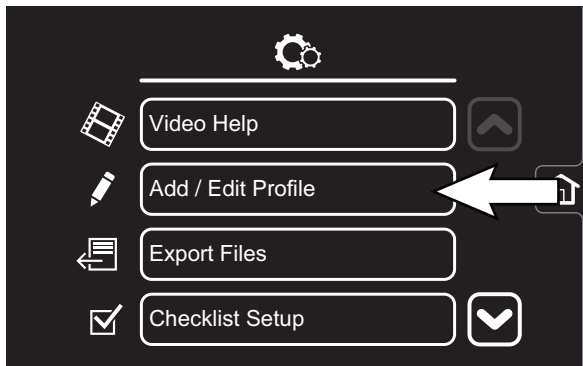 Video Help
Add / Edit Profile
Export Files
Checklist Setup